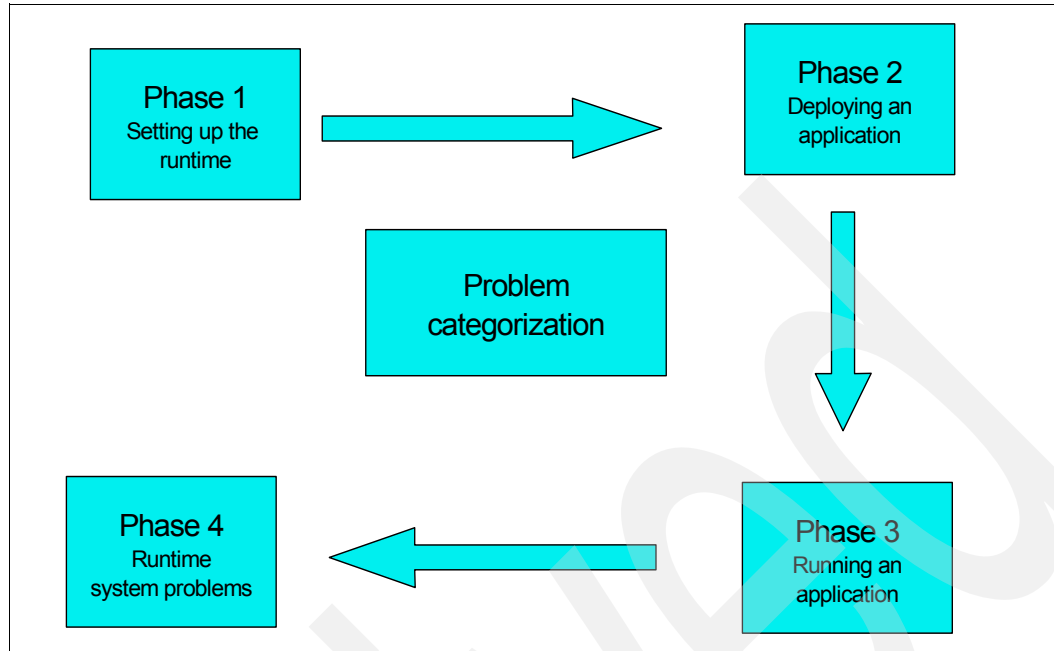 Phase 1
Setting up the
runtime
Phase 2
Deploying an
application
Problem
categorization
Phase 4
Runtime
system problems
Phase 3
Running an
application